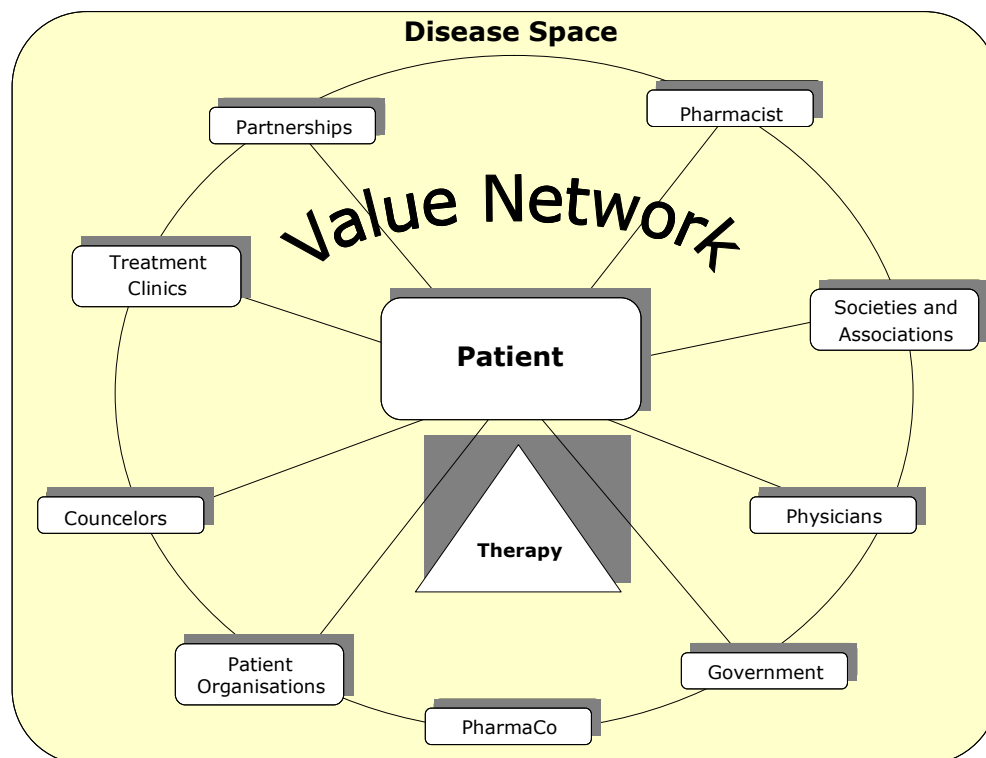 Disease Space
Partnerships
Pharmacist
Value Network
Treatment
Clinics
Societies and
Associations
Patient
Councelors
Physicians
Therapy
Patient
Organisations
Government
PharmaCo